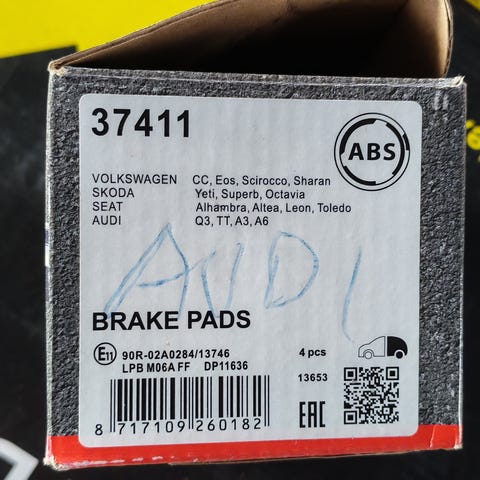 37411
ABS
VOLKSWAGEN CC, Eos, Scirocco, Sharan
SKODA Yeti, Superb, Octavia
SEAT Alhambra, Altea, Leon, Toledo
AUDI Q3, TT, A3, A6
AUDI
BRAKE PADS
E11 90R-02A0284/13746 4 pcs
LPB M06A FF DP11636
13653
EAC
8 717109 260182